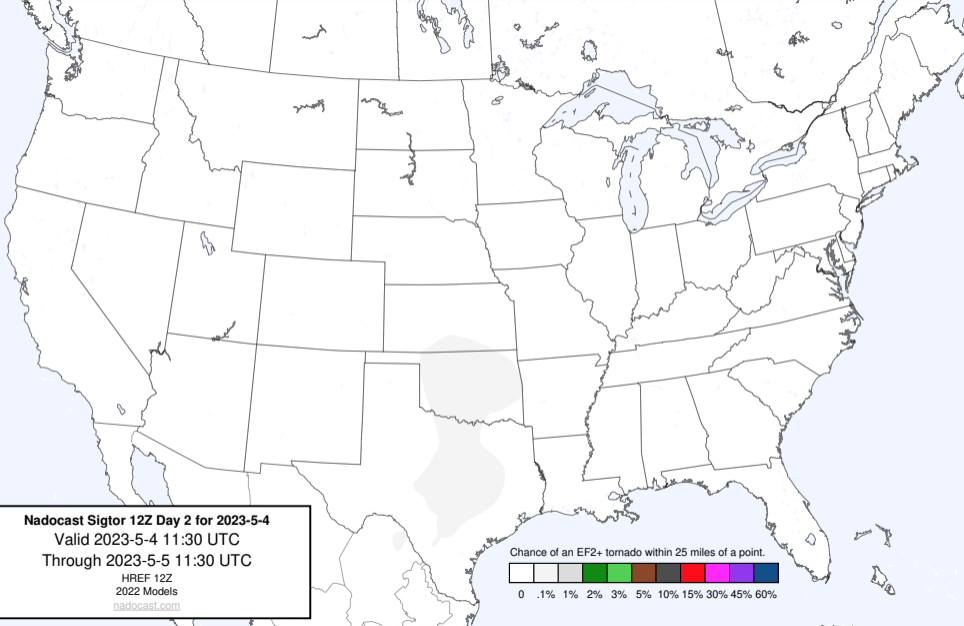 Nadocast Sigtor 12Z Day 2 for 2023-5-4
Valid 2023-5-4 11:30 UTC
Through 2023-5-5 11:30 UTC
HREF 12Z
2022 Models
nadocast.com
Chance of an EF2+ tornado within 25 miles of a point.
0 .1% 1% 2% 3% 5% 10% 15% 30% 45% 60%